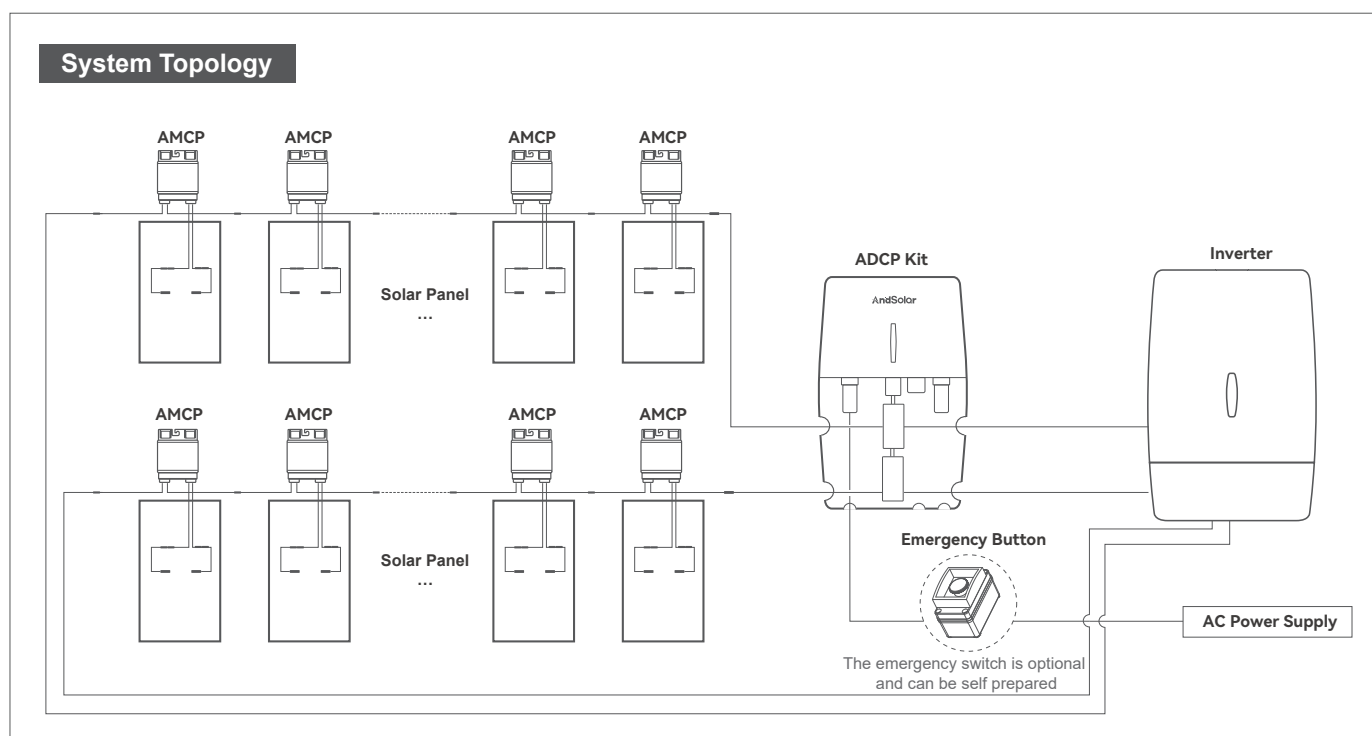 System Topology
AMCP AMCP AMCP AMCP
ADCP Kit
Inverter
Solar Panel
...
AndSolar
AMCP AMCP AMCP AMCP
Solar Panel
...
Emergency Button
AC Power Supply
The emergency switch is optional
and can be self prepared